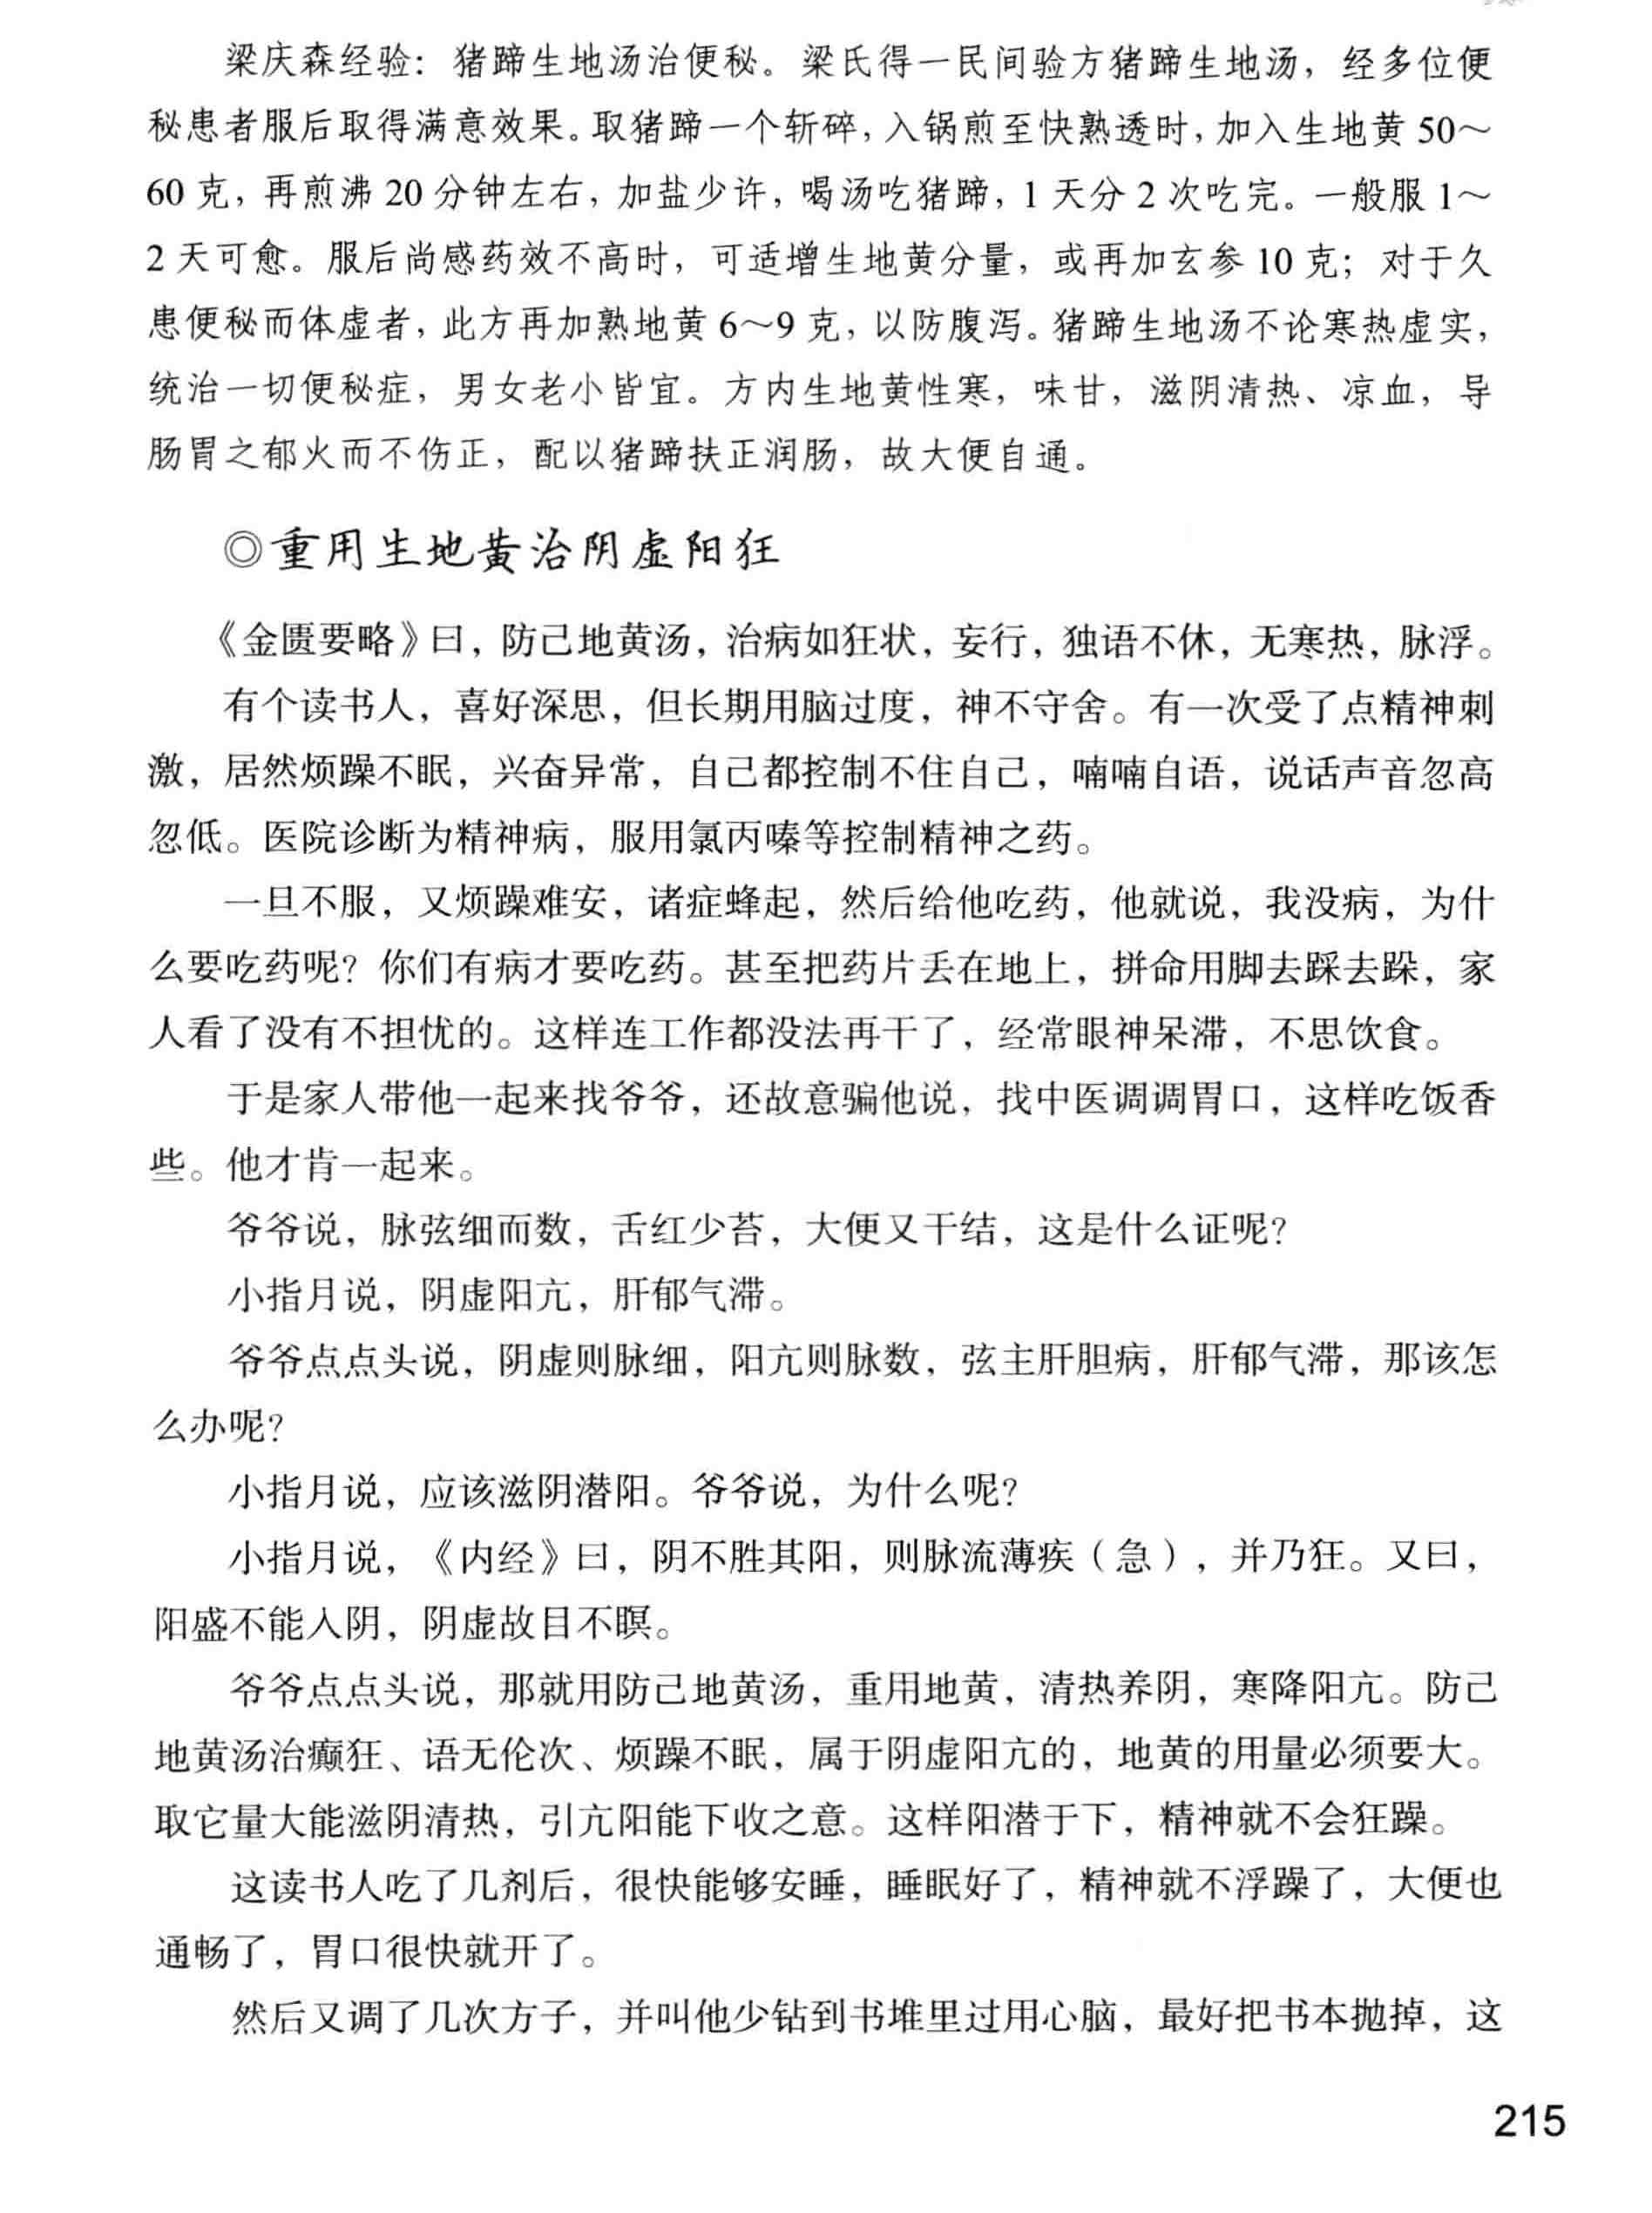 梁庆森经验：猪蹄生地汤治便秘。梁氏得一民间验方猪蹄生地汤，经多位便
秘患者服后取得满意效果。取猪蹄一个斩碎，入锅煎至快熟透时，加入生地黄 50～
60 克，再煎沸 20 分钟左右，加盐少许，喝汤吃猪蹄，1 天分 2 次吃完。一般服 1～
2 天可愈。服后尚感药效不高时，可适增生地黄分量，或再加玄参 10 克；对于久
患便秘而体虚者，此方再加熟地黄 6～9 克，以防腹泻。猪蹄生地汤不论寒热虚实，
统治一切便秘症，男女老小皆宜。方内生地黄性寒，味甘，滋阴清热、凉血，导
肠胃之郁火而不伤正，配以猪蹄扶正润肠，故大便自通。
◎重用生地黄治阴虚阳狂
《金匮要略》曰，防己地黄汤，治病如狂状，妄行，独语不休，无寒热，脉浮。
有个读书人，喜好深思，但长期用脑过度，神不守舍。有一次受了点精神刺
激，居然烦躁不眠，兴奋异常，自己都控制不住自己，喃喃自语，说话声音忽高
忽低。医院诊断为精神病，服用氯丙嗪等控制精神之药。
一旦不服，又烦躁难安，诸症蜂起，然后给他吃药，他就说，我没病，为什
么要吃药呢？你们有病才要吃药。甚至把药片丢在地上，拼命用脚去踩去跺，家
人看了没有不担忧的。这样连工作都没法再干了，经常眼神呆滞，不思饮食。
于是家人带他一起来找爷爷，还故意骗他说，找中医调调胃口，这样吃饭香
些。他才肯一起来。
爷爷说，脉弦细而数，舌红少苔，大便又干结，这是什么证呢？
小指月说，阴虚阳亢，肝郁气滞。
爷爷点点头说，阴虚则脉细，阳亢则脉数，弦主肝胆病，肝郁气滞，那该怎
么办呢？
小指月说，应该滋阴潜阳。爷爷说，为什么呢？
小指月说，《内经》曰，阴不胜其阳，则脉流薄疾（急），并乃狂。又曰，
阳盛不能入阴，阴虚故目不瞑。
爷爷点点头说，那就用防己地黄汤，重用地黄，清热养阴，寒降阳亢。防己
地黄汤治癫狂、语无伦次、烦躁不眠，属于阴虚阳亢的，地黄的用量必须要大。
取它量大能滋阴清热，引亢阳能下收之意。这样阳潜于下，精神就不会狂躁。
这读书人吃了几剂后，很快能够安睡，睡眠好了，精神就不浮躁了，大便也
通畅了，胃口很快就开了。
然后又调了几次方子，并叫他少钻到书堆里过用心脑，最好把书本抛掉，这
215